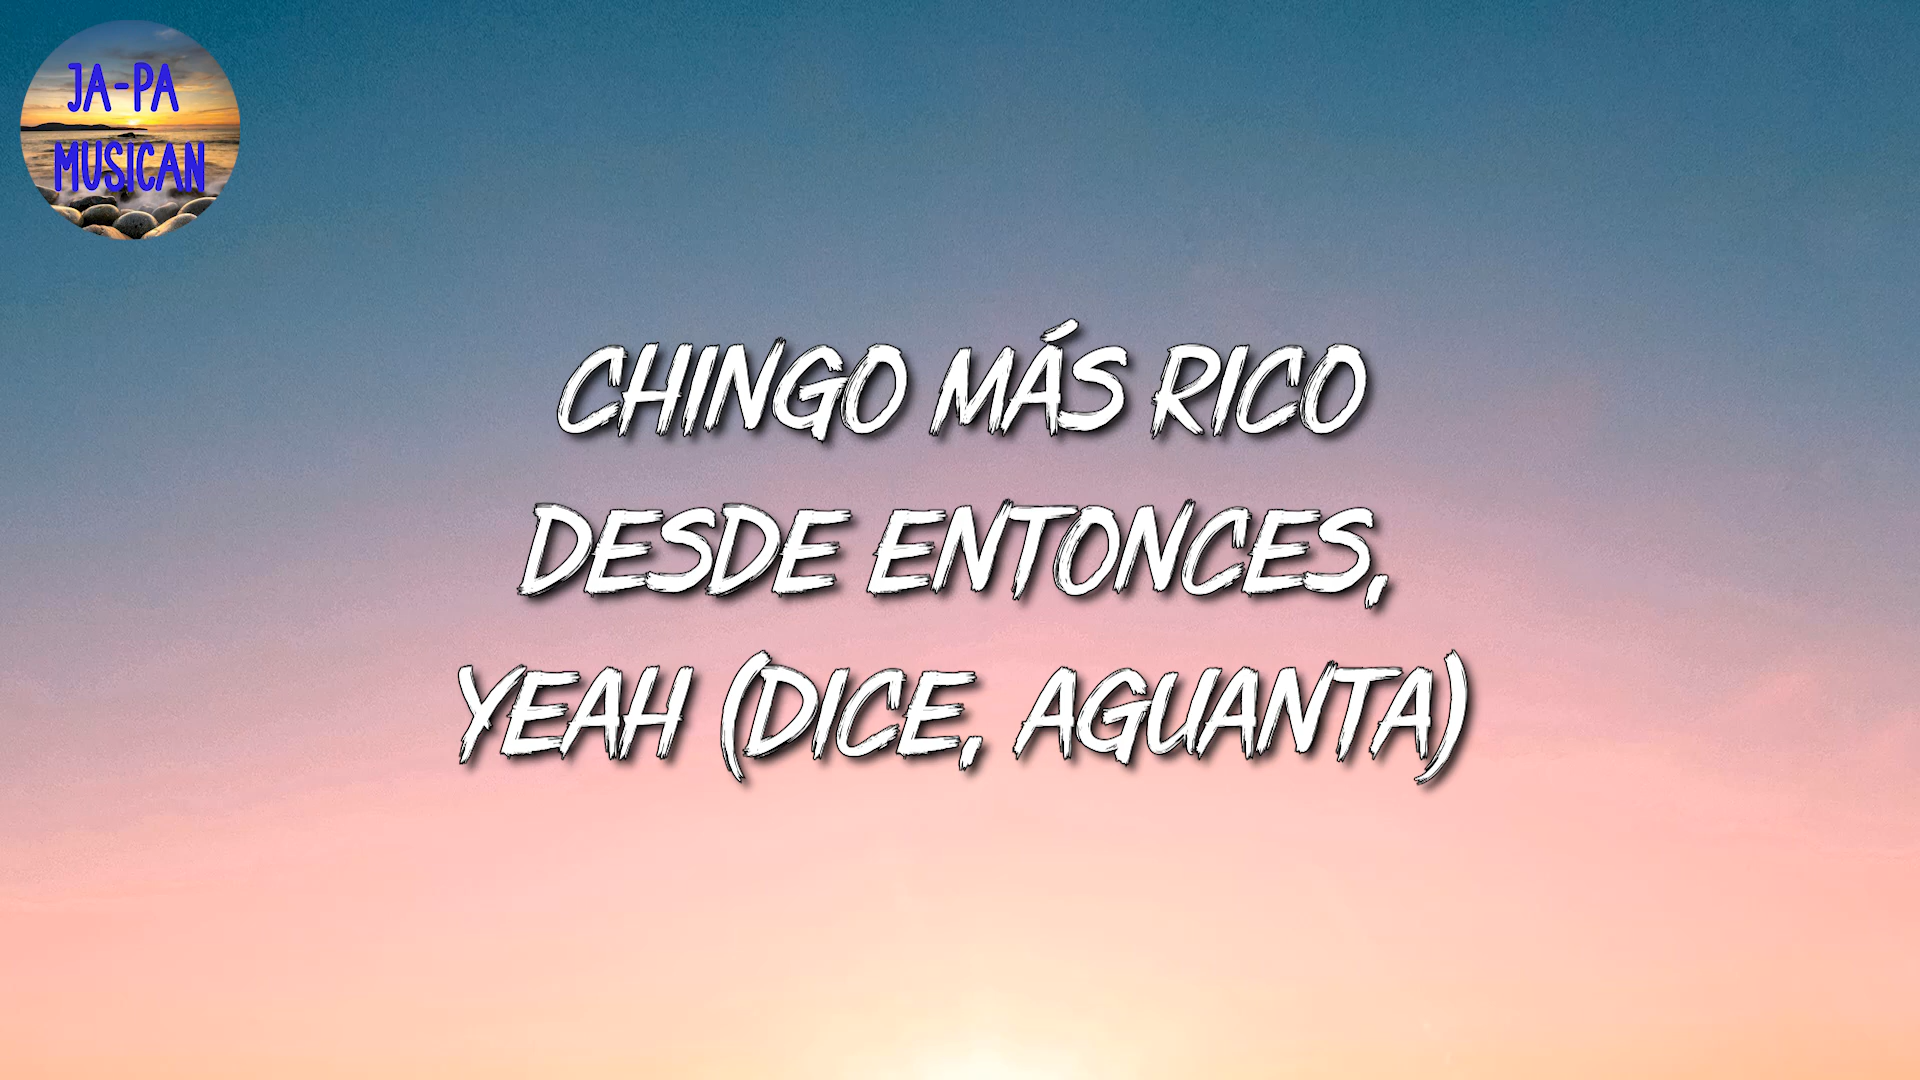 JA-PA
MUSICAN
CHINGO MÁS RICO
DESDE ENTONCES,
YEAH (DICE, AGUANTA)